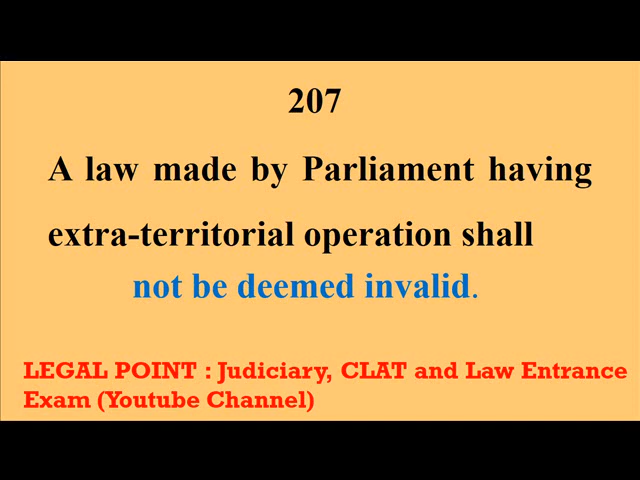 207
A law made by Parliament having
extra-territorial operation shall
not be deemed invalid.
LEGAL POINT : Judiciary, CLAT and Law Entrance
Exam (Youtube Channel)